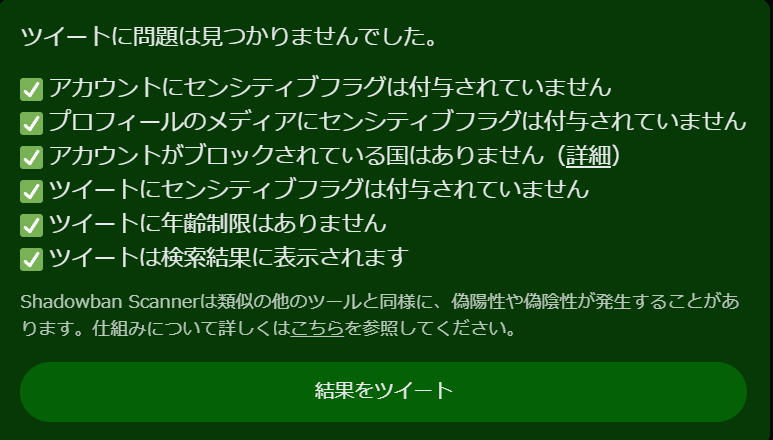 ツイートに問題は見つかりませんでした。
✅ アカウントにセンシティブフラグは付与されていません
✅ プロフィールのメディアにセンシティブフラグは付与されていません
✅ アカウントがブロックされている国はありません（詳細）
✅ ツイートにセンシティブフラグは付与されていません
✅ ツイートに年齢制限はありません
✅ ツイートは検索結果に表示されます
Shadowban Scannerは類似の他のツールと同様に、偽陽性や偽陰性が発生することがあ
ります。仕組みについて詳しくはこちらを参照してください。
結果をツイート